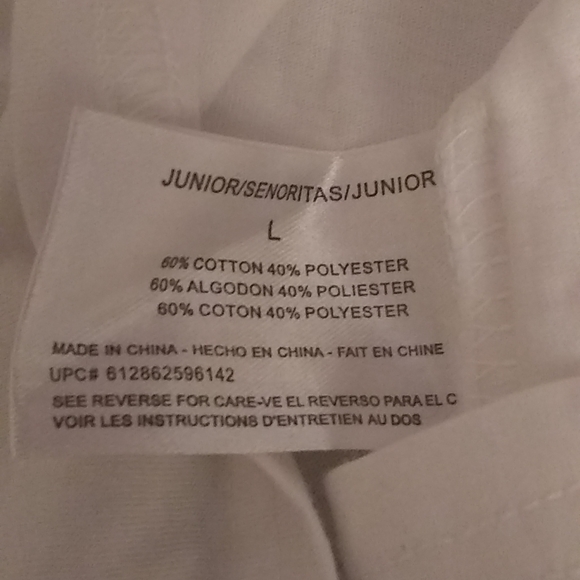 JUNIOR/SENORITAS/JUNIOR
L
60% COTTON 40% POLYESTER
60% ALGODON 40% POLIESTER
60% COTON 40% POLYESTER
MADE IN CHINA - HECHO EN CHINA - FAIT EN CHINE
UPC# 612862596142
SEE REVERSE FOR CARE-VE EL REVERSO PARA EL C
VOIR LES INSTRUCTIONS D'ENTRETIEN AU DOS